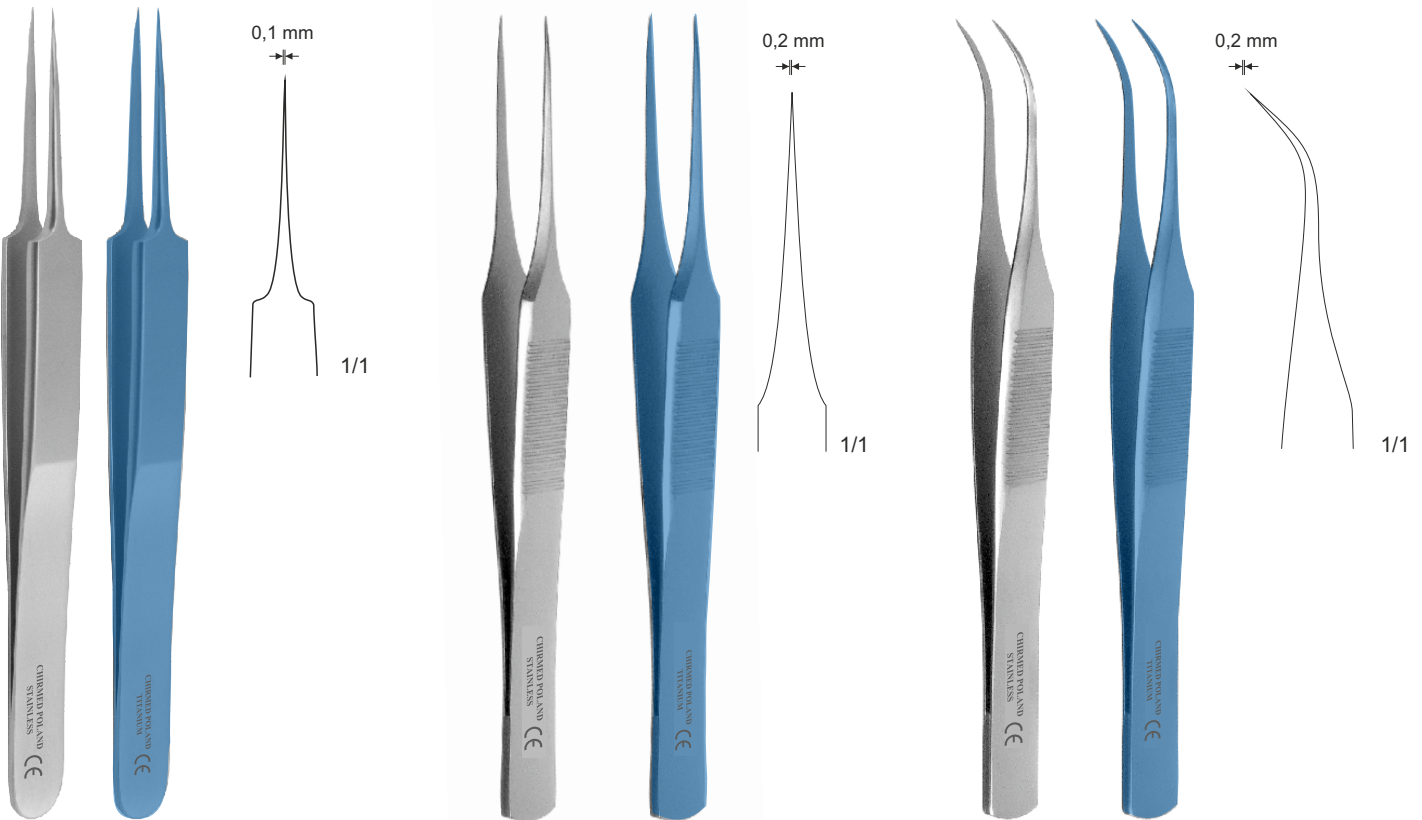 0,1 mm
1/1
CHIRMED POLAND
STAINLESS
CE
CHIRMED POLAND
TITANIUM
CE
0,2 mm
1/1
CHIRMED POLAND
STAINLESS
CE
CHIRMED POLAND
TITANIUM
CE
0,2 mm
1/1
CHIRMED POLAND
STAINLESS
CE
CHIRMED POLAND
TITANIUM
CE